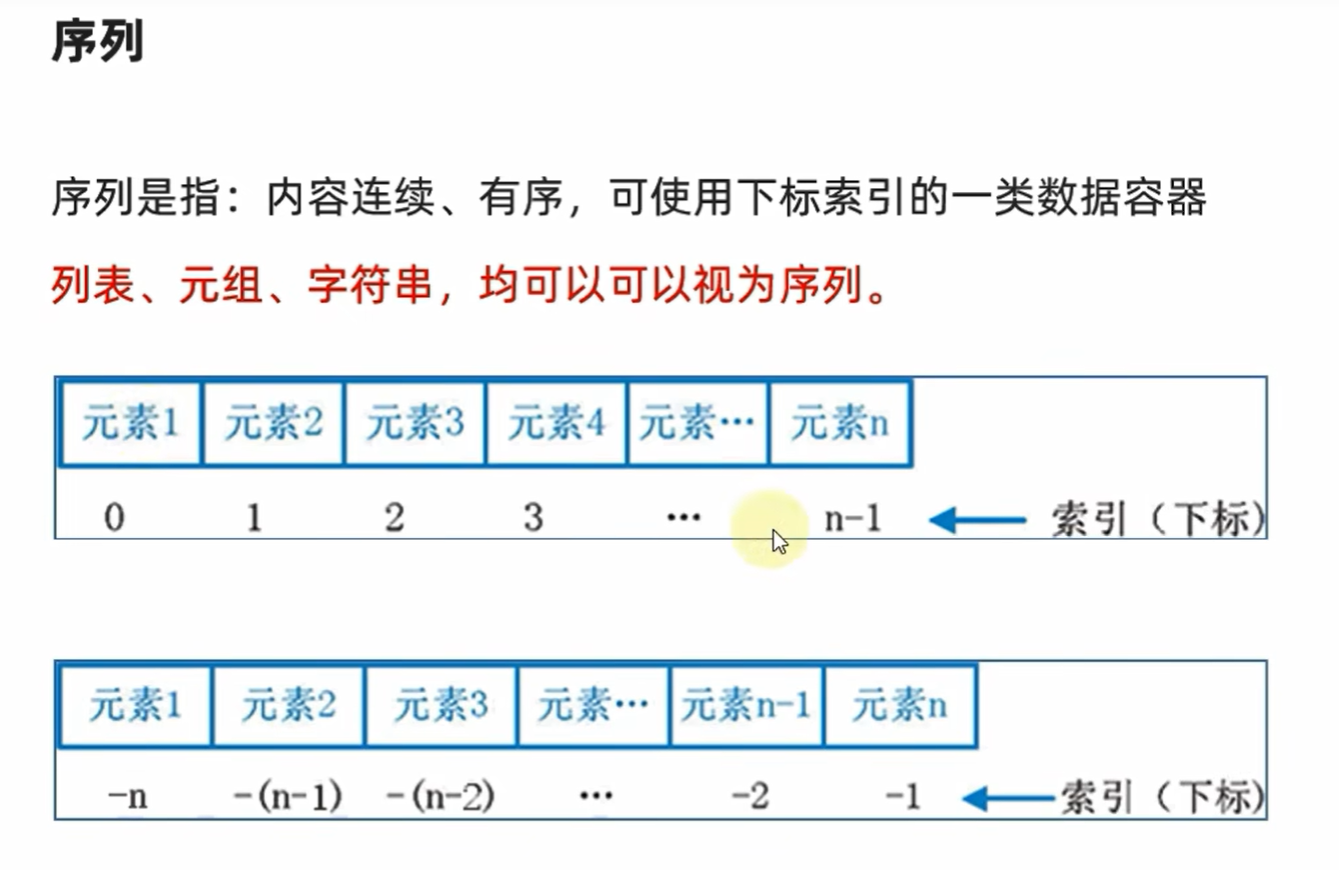 序列
序列是指：内容连续、有序，可使用下标索引的一类数据容器
列表、元组、字符串，均可以可以视为序列。
元素1 元素2 元素3 元素4 元素… 元素n
0 1 2 3 … n-1 索引（下标）
元素1 元素2 元素3 元素… 元素n-1 元素n
-n -(n-1) -(n-2) … -2 -1 索引（下标）